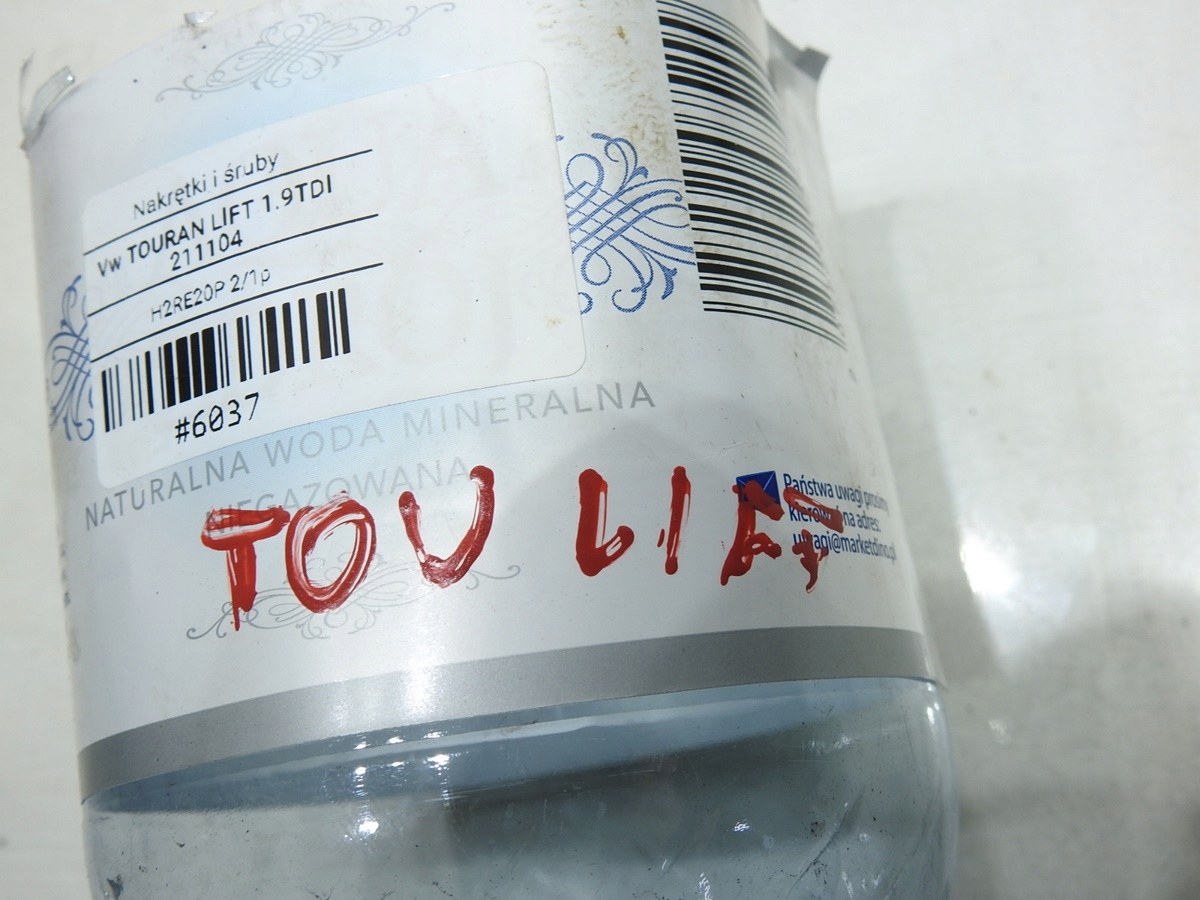 Nakrętki i śruby
Vw TOURAN LIFT 1.9TDI
211104
H2RE20P 2/1p
#6037
NATURALNA WODA MINERALNA
NIEGAZOWANA
TOU LIFT
Państwa uwagi prosimy
kierować na adres:
uwagi@marketdino.pl